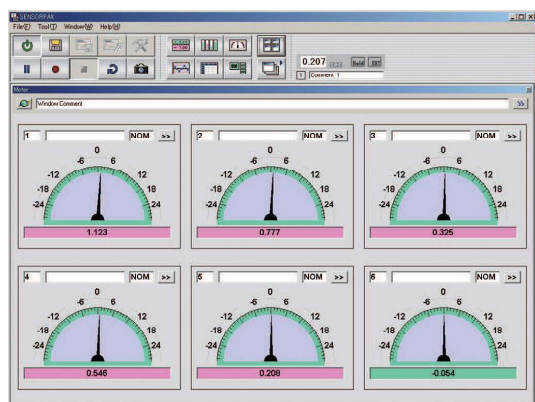 SENSORPAK
File(F) Tool(T) Window(W) Help(H)
0.207 Hold
1 Comment 1
Meter
Window Comment >>
1 NOM >>
-24 -18 -12 -6 0 6 12 18 24
1.123
2 NOM >>
-24 -18 -12 -6 0 6 12 18 24
0.777
3 NOM >>
-24 -18 -12 -6 0 6 12 18 24
0.325
4 NOM >>
-24 -18 -12 -6 0 6 12 18 24
0.546
5 NOM >>
-24 -18 -12 -6 0 6 12 18 24
0.208
6 NOM >>
-24 -18 -12 -6 0 6 12 18 24
-0.054